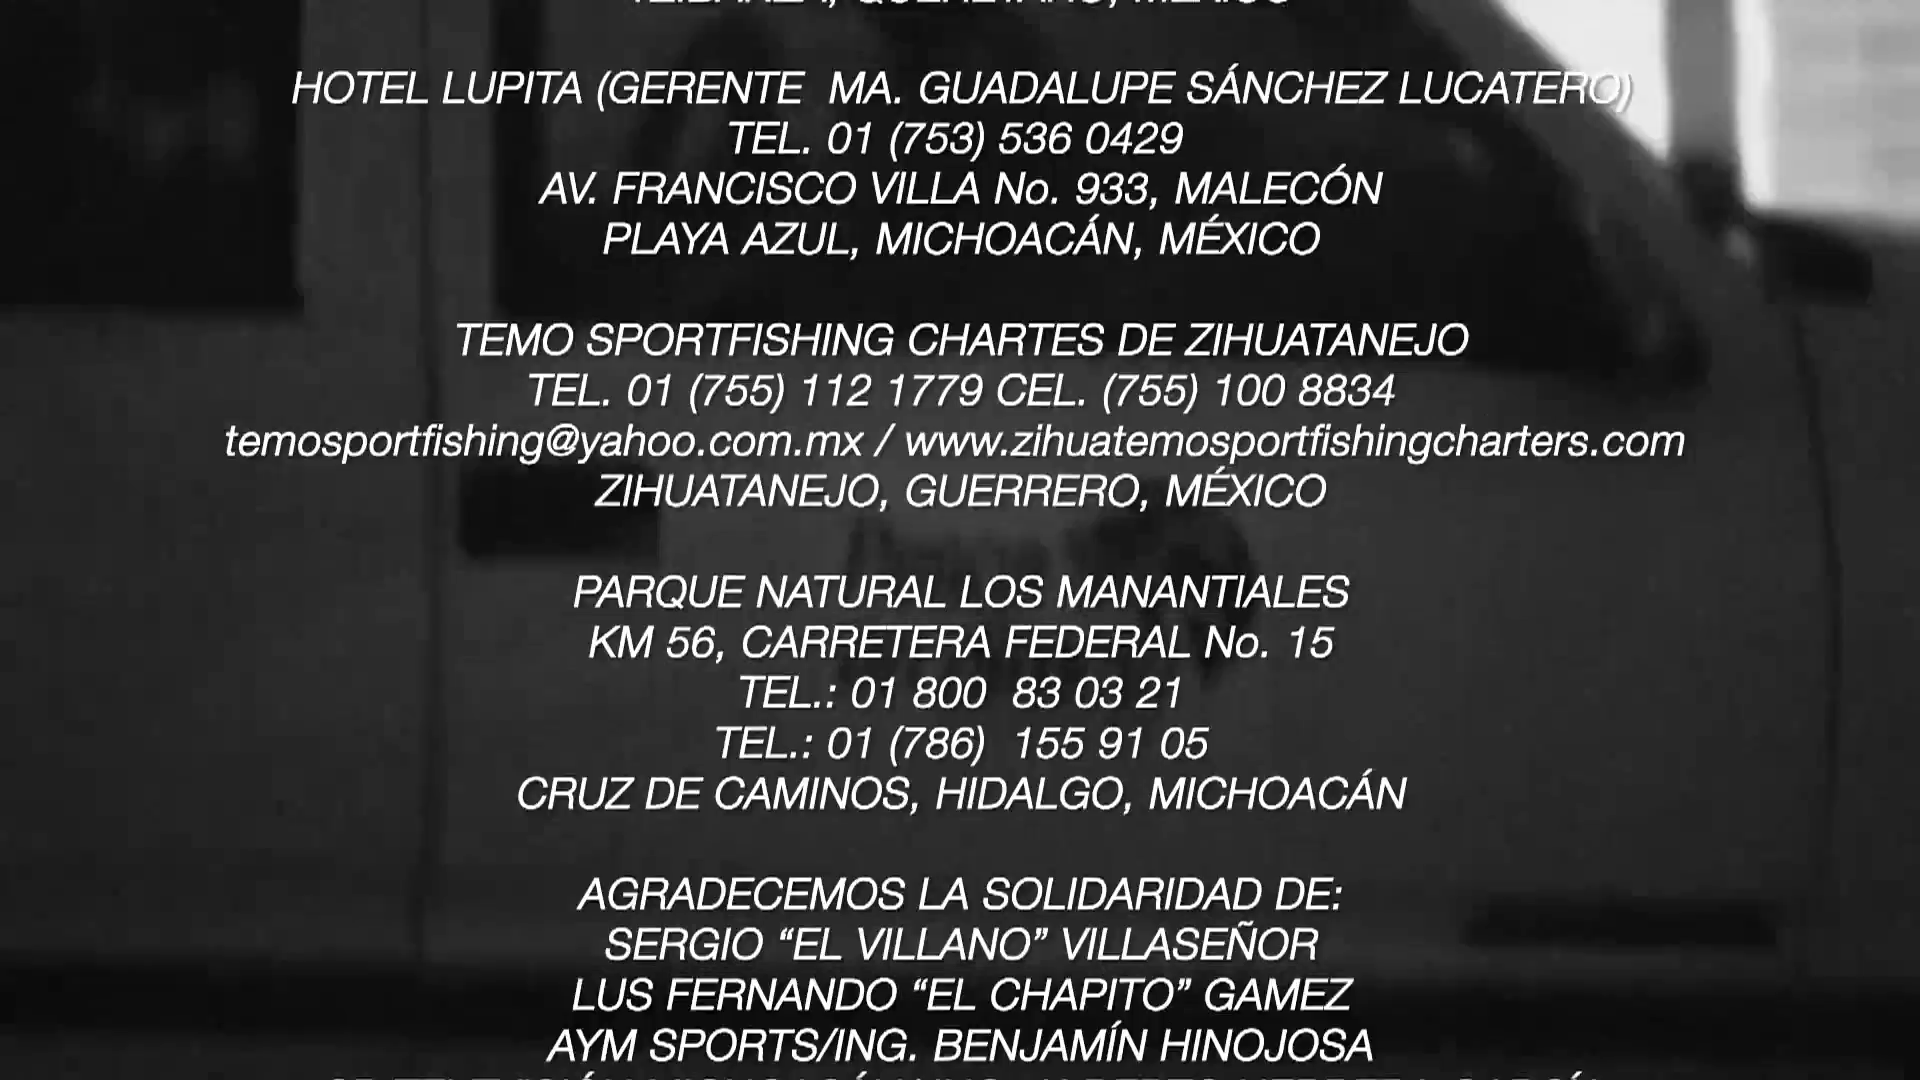 HOTEL LUPITA (GERENTE  MA. GUADALUPE SÁNCHEZ LUCATERO)
TEL. 01 (753) 536 0429
AV. FRANCISCO VILLA No. 933, MALECÓN
PLAYA AZUL, MICHOACÁN, MÉXICO
TEMO SPORTFISHING CHARTES DE ZIHUATANEJO
TEL. 01 (755) 112 1779 CEL. (755) 100 8834
temosportfishing@yahoo.com.mx / www.zihuatemosportfishingcharters.com
ZIHUATANEJO, GUERRERO, MÉXICO
PARQUE NATURAL LOS MANANTIALES
KM 56, CARRETERA FEDERAL No. 15
TEL.: 01 800  83 03 21
TEL.: 01 (786)  155 91 05
CRUZ DE CAMINOS, HIDALGO, MICHOACÁN
AGRADECEMOS LA SOLIDARIDAD DE:
SERGIO “EL VILLANO” VILLASEÑOR
LUS FERNANDO “EL CHAPITO” GAMEZ
AYM SPORTS/ING. BENJAMÍN HINOJOSA